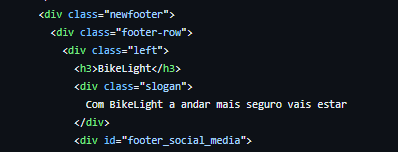 <div class="newfooter">
<div class="footer-row">
<div class="left">
<h3>BikeLight</h3>
<div class="slogan">
Com BikeLight a andar mais seguro vais estar
</div>
<div id="footer_social_media">